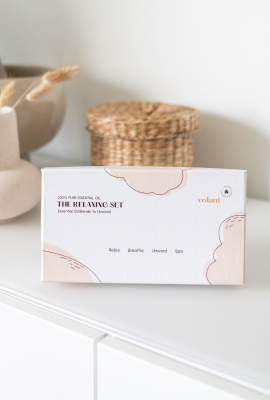 100% PURE ESSENTIAL OIL
THE RELAXING SET
Essential Oil Blends To Unwind
volant
Relax Breathe Unwind Spa